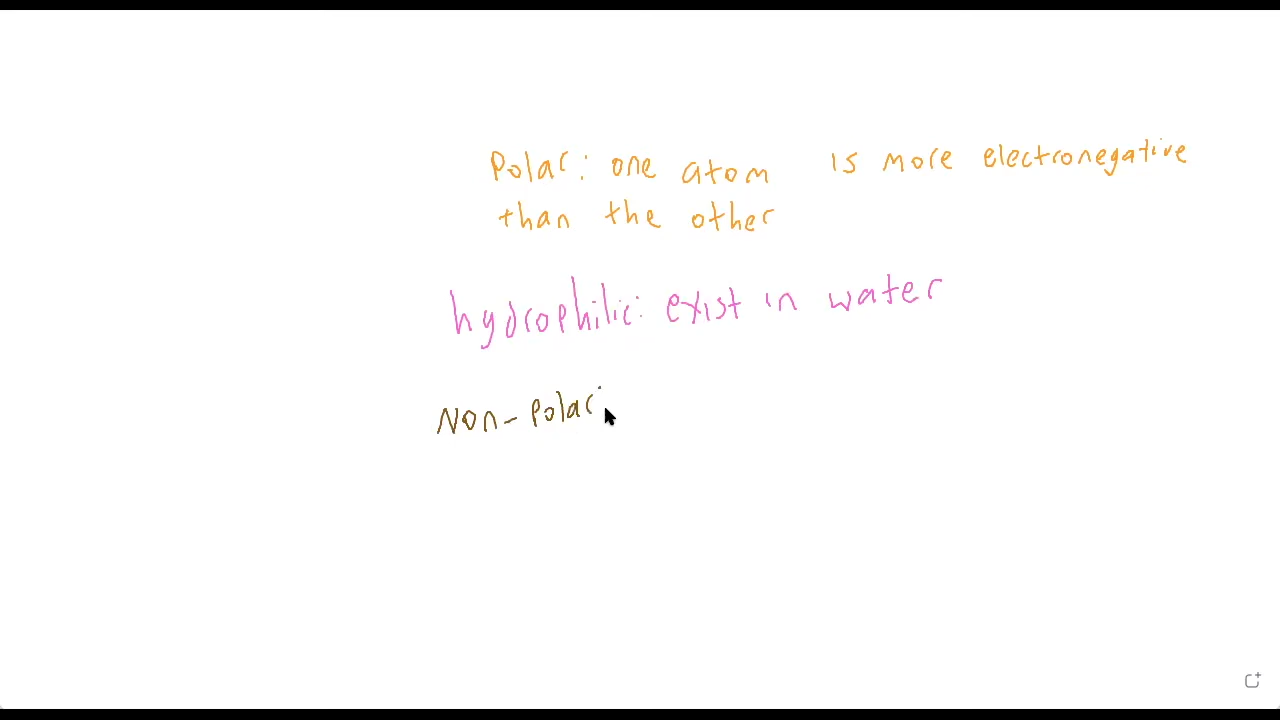 Polar: one atom is more electronegative
than the other
hydrophilic: exist in water
Non-Polar: